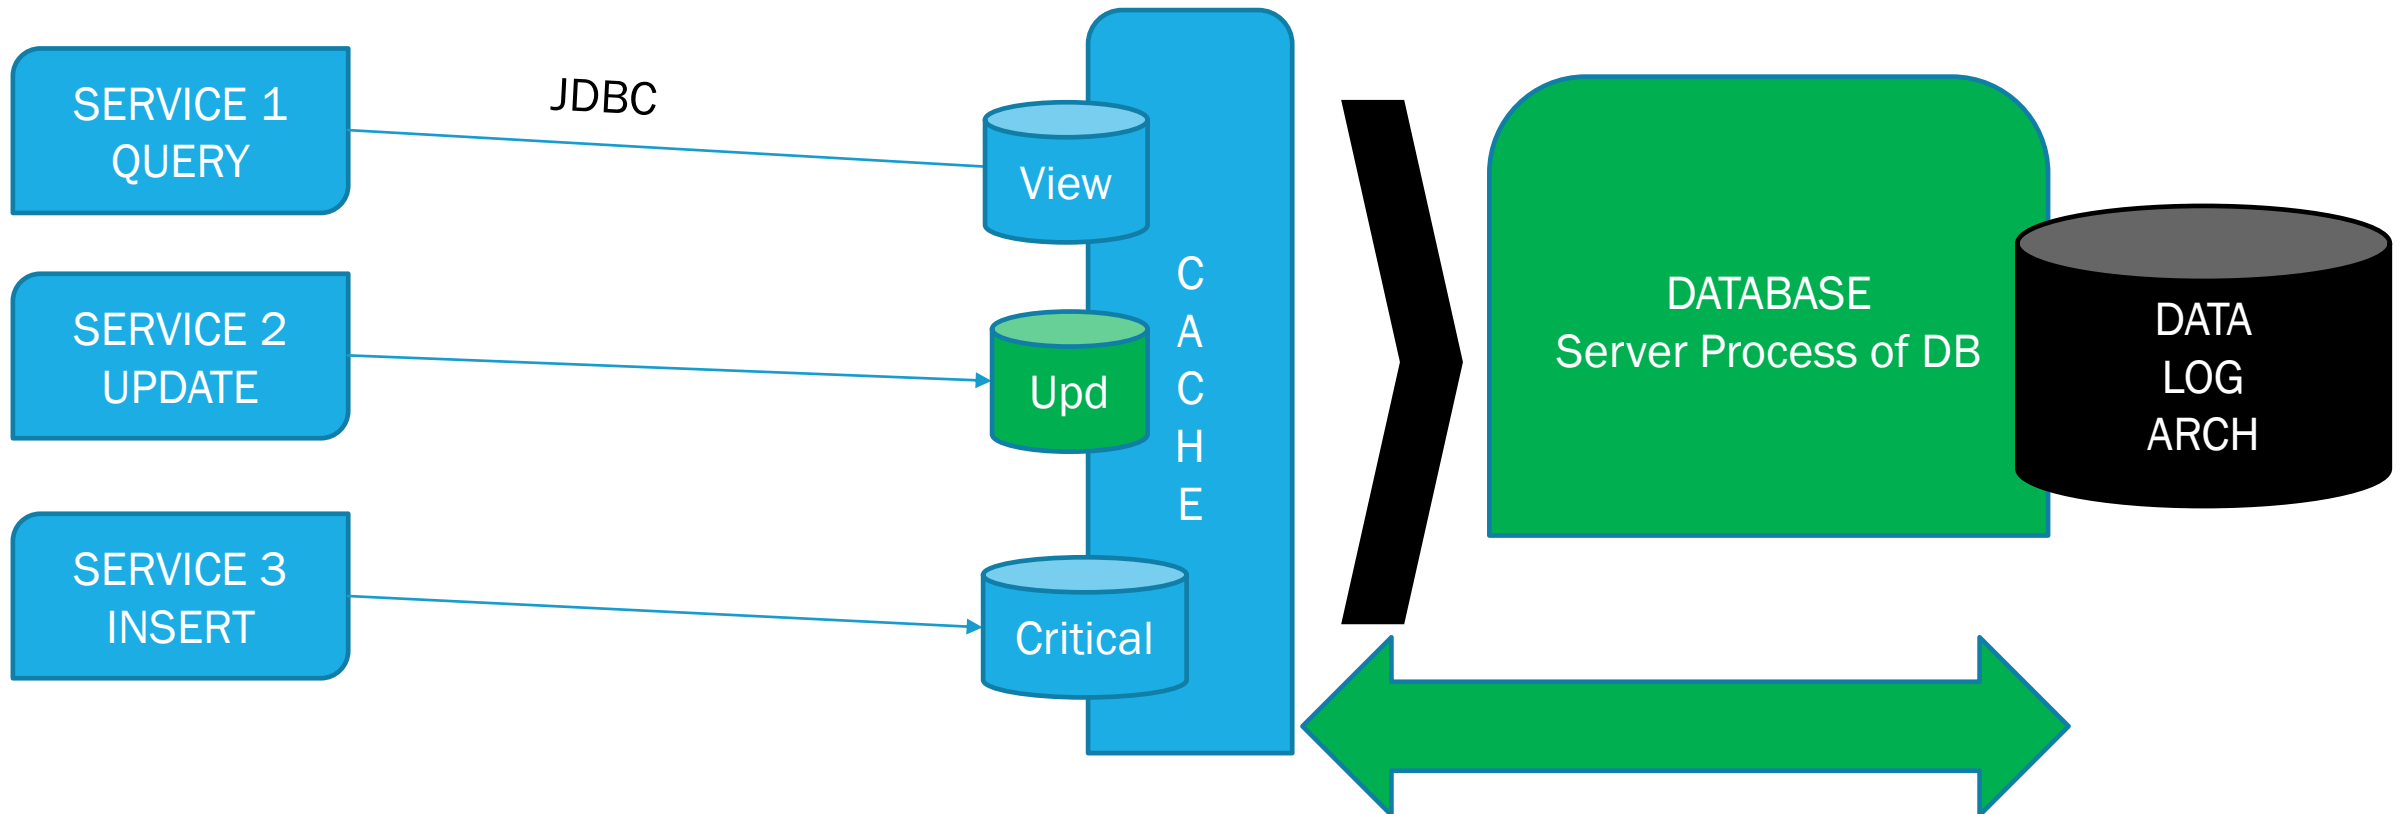 SERVICE 1
QUERY
JDBC
View
SERVICE 2
UPDATE
Upd
SERVICE 3
INSERT
Critical
C
A
C
H
E
DATABASE
Server Process of DB
DATA
LOG
ARCH